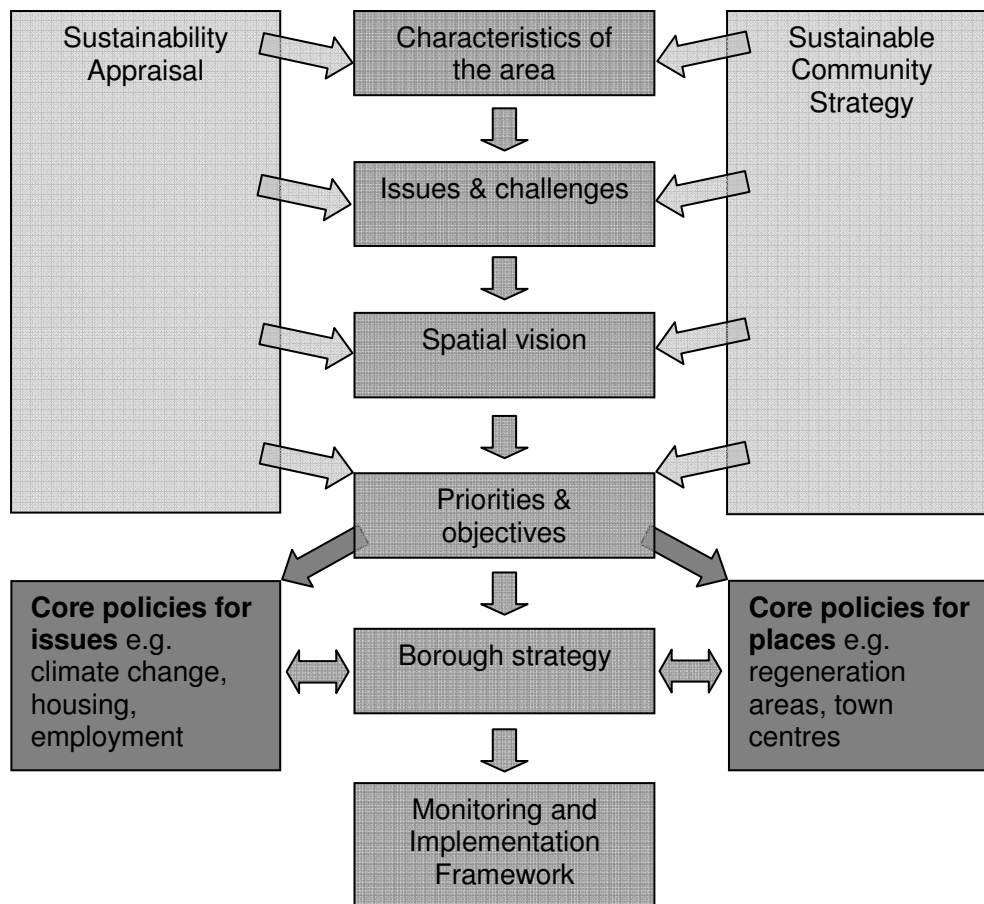 Sustainability
Appraisal
Characteristics of
the area
Sustainable
Community
Strategy
Issues & challenges
Spatial vision
Priorities &
objectives
Core policies for
issues e.g.
climate change,
housing,
employment
Borough strategy
Core policies for
places e.g.
regeneration
areas, town
centres
Monitoring and
Implementation
Framework